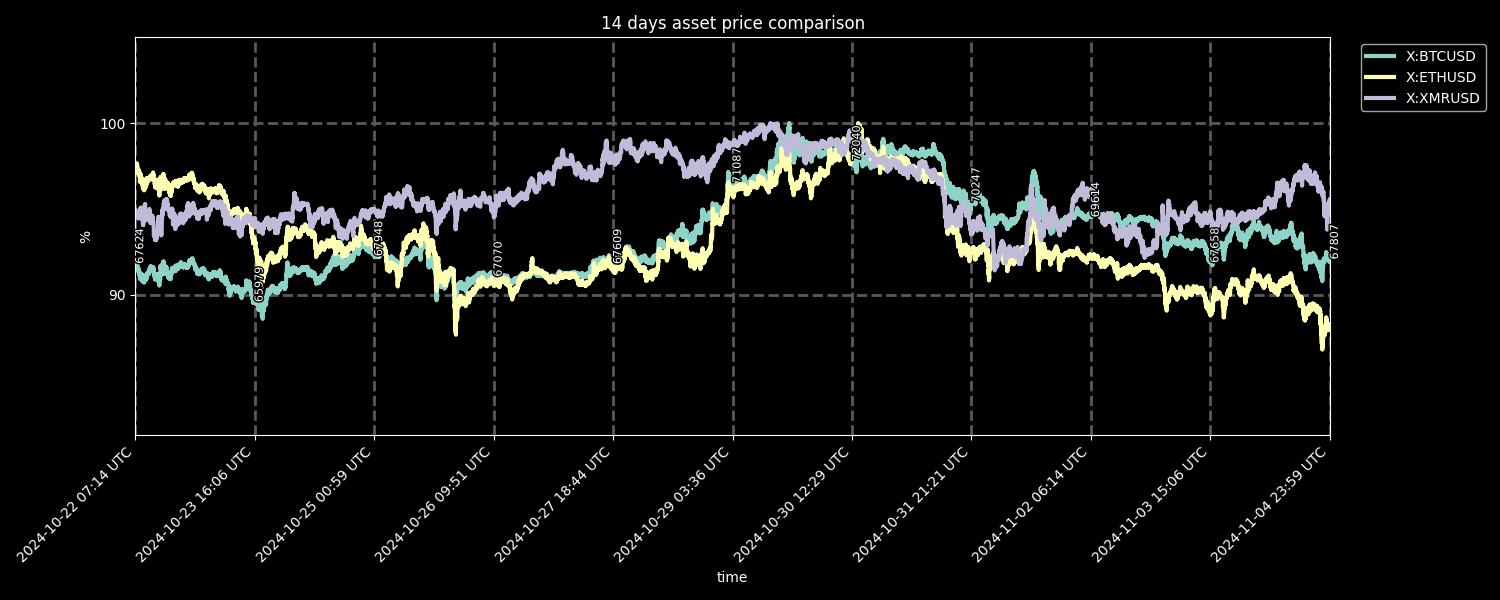 14 days asset price comparison
X:BTCUSD
X:ETHUSD
X:XMRUSD
100
90
%
67624
65979
67948
67070
67609
71087
72040
70247
69614
67658
67807
2024-10-22 07:14 UTC
2024-10-23 16:06 UTC
2024-10-25 00:59 UTC
2024-10-26 09:51 UTC
2024-10-27 18:44 UTC
2024-10-29 03:36 UTC
2024-10-30 12:29 UTC
2024-10-31 21:21 UTC
2024-11-02 06:14 UTC
2024-11-03 15:06 UTC
2024-11-04 23:59 UTC
time